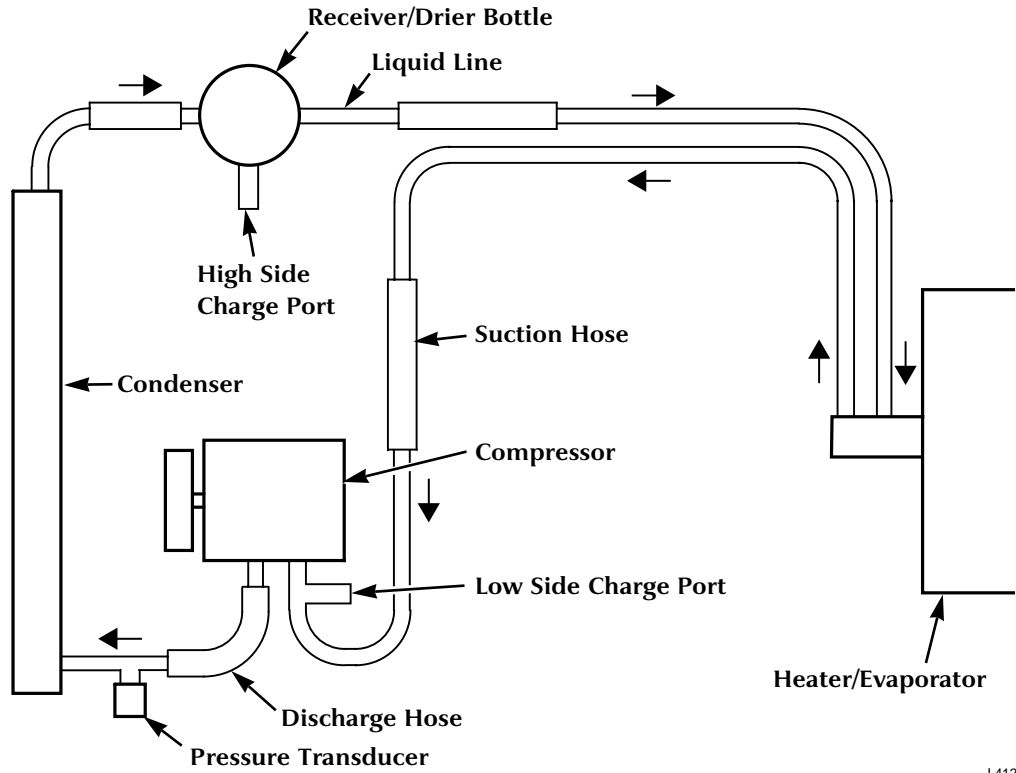 Receiver/Drier Bottle
Liquid Line
High Side
Charge Port
Suction Hose
Condenser
Compressor
Low Side Charge Port
Heater/Evaporator
Discharge Hose
Pressure Transducer